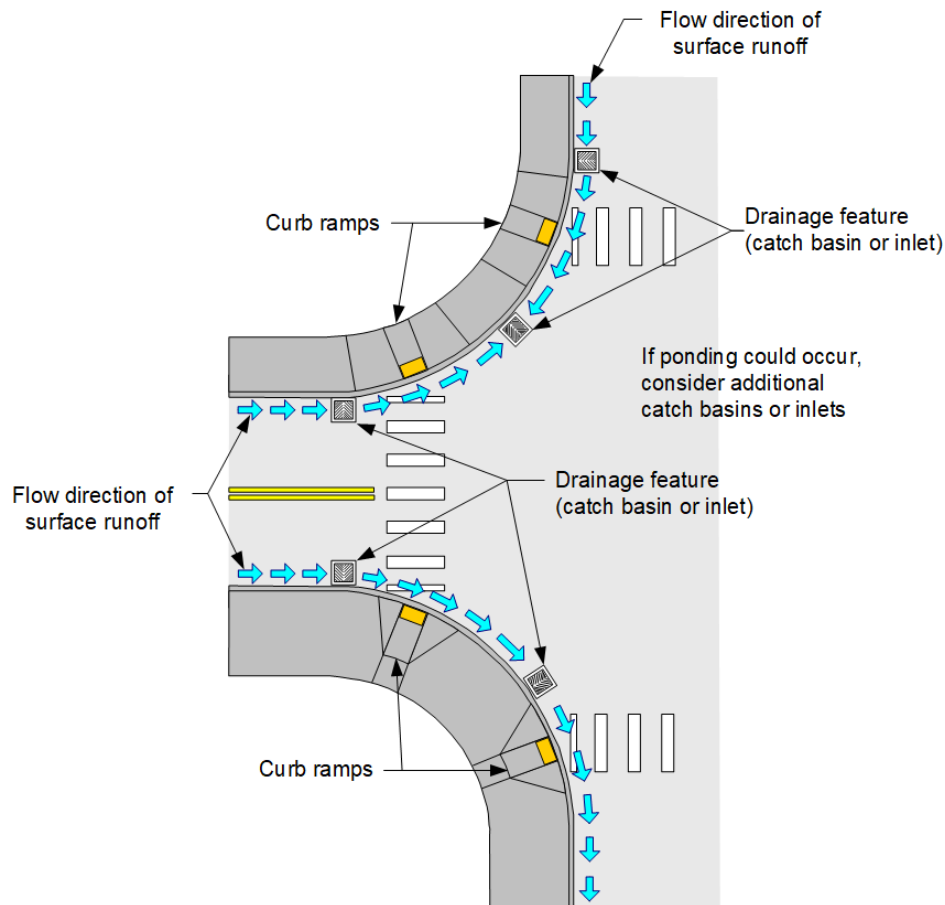 Flow direction of
surface runoff
Curb ramps
Drainage feature
(catch basin or inlet)
If ponding could occur,
consider additional
catch basins or inlets
Flow direction of
surface runoff
Drainage feature
(catch basin or inlet)
Curb ramps